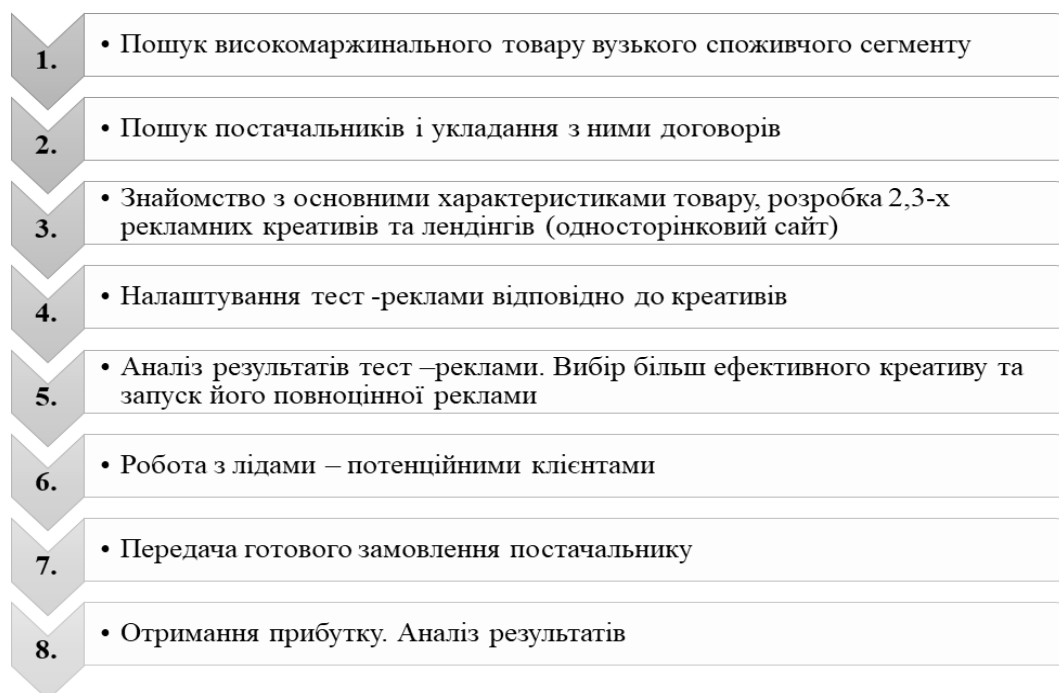 1. • Пошук високомаржинального товару вузького споживчого сегменту
2. • Пошук постачальників і укладання з ними договорів
3. • Знайомство з основними характеристиками товару, розробка 2,3-х
рекламних креативів та лендінгів (односторінковий сайт)
4. • Налаштування тест -реклами відповідно до креативів
5. • Аналіз результатів тест –реклами. Вибір більш ефективного креативу та
запуск його повноцінної реклами
6. • Робота з лідами – потенційними клієнтами
7. • Передача готового замовлення постачальнику
8. • Отримання прибутку. Аналіз результатів